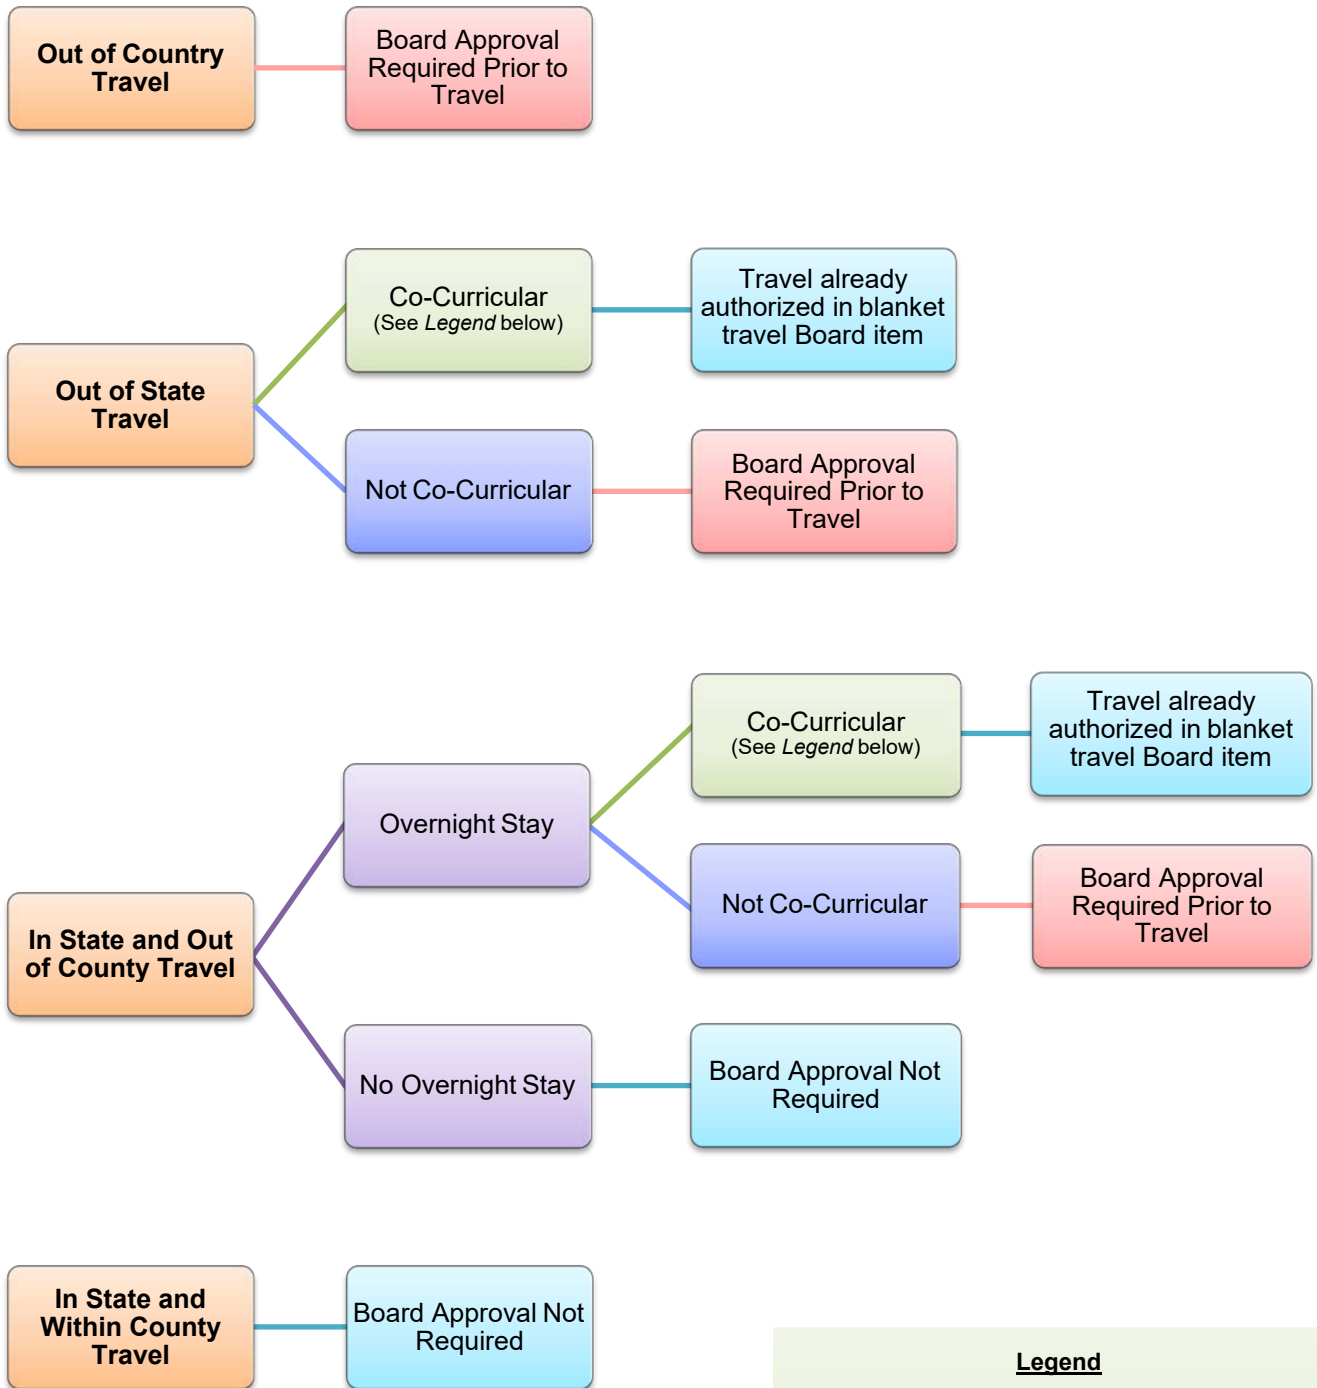 Out of Country
Travel
Board Approval
Required Prior to
Travel
Out of State
Travel
Co-Curricular
(See Legend below)
Travel already
authorized in blanket
travel Board item
Not Co-Curricular
Board Approval
Required Prior to
Travel
In State and Out
of County Travel
Overnight Stay
Co-Curricular
(See Legend below)
Travel already
authorized in blanket
travel Board item
Not Co-Curricular
Board Approval
Required Prior to
Travel
No Overnight Stay
Board Approval Not
Required
In State and
Within County
Travel
Board Approval Not
Required
Legend